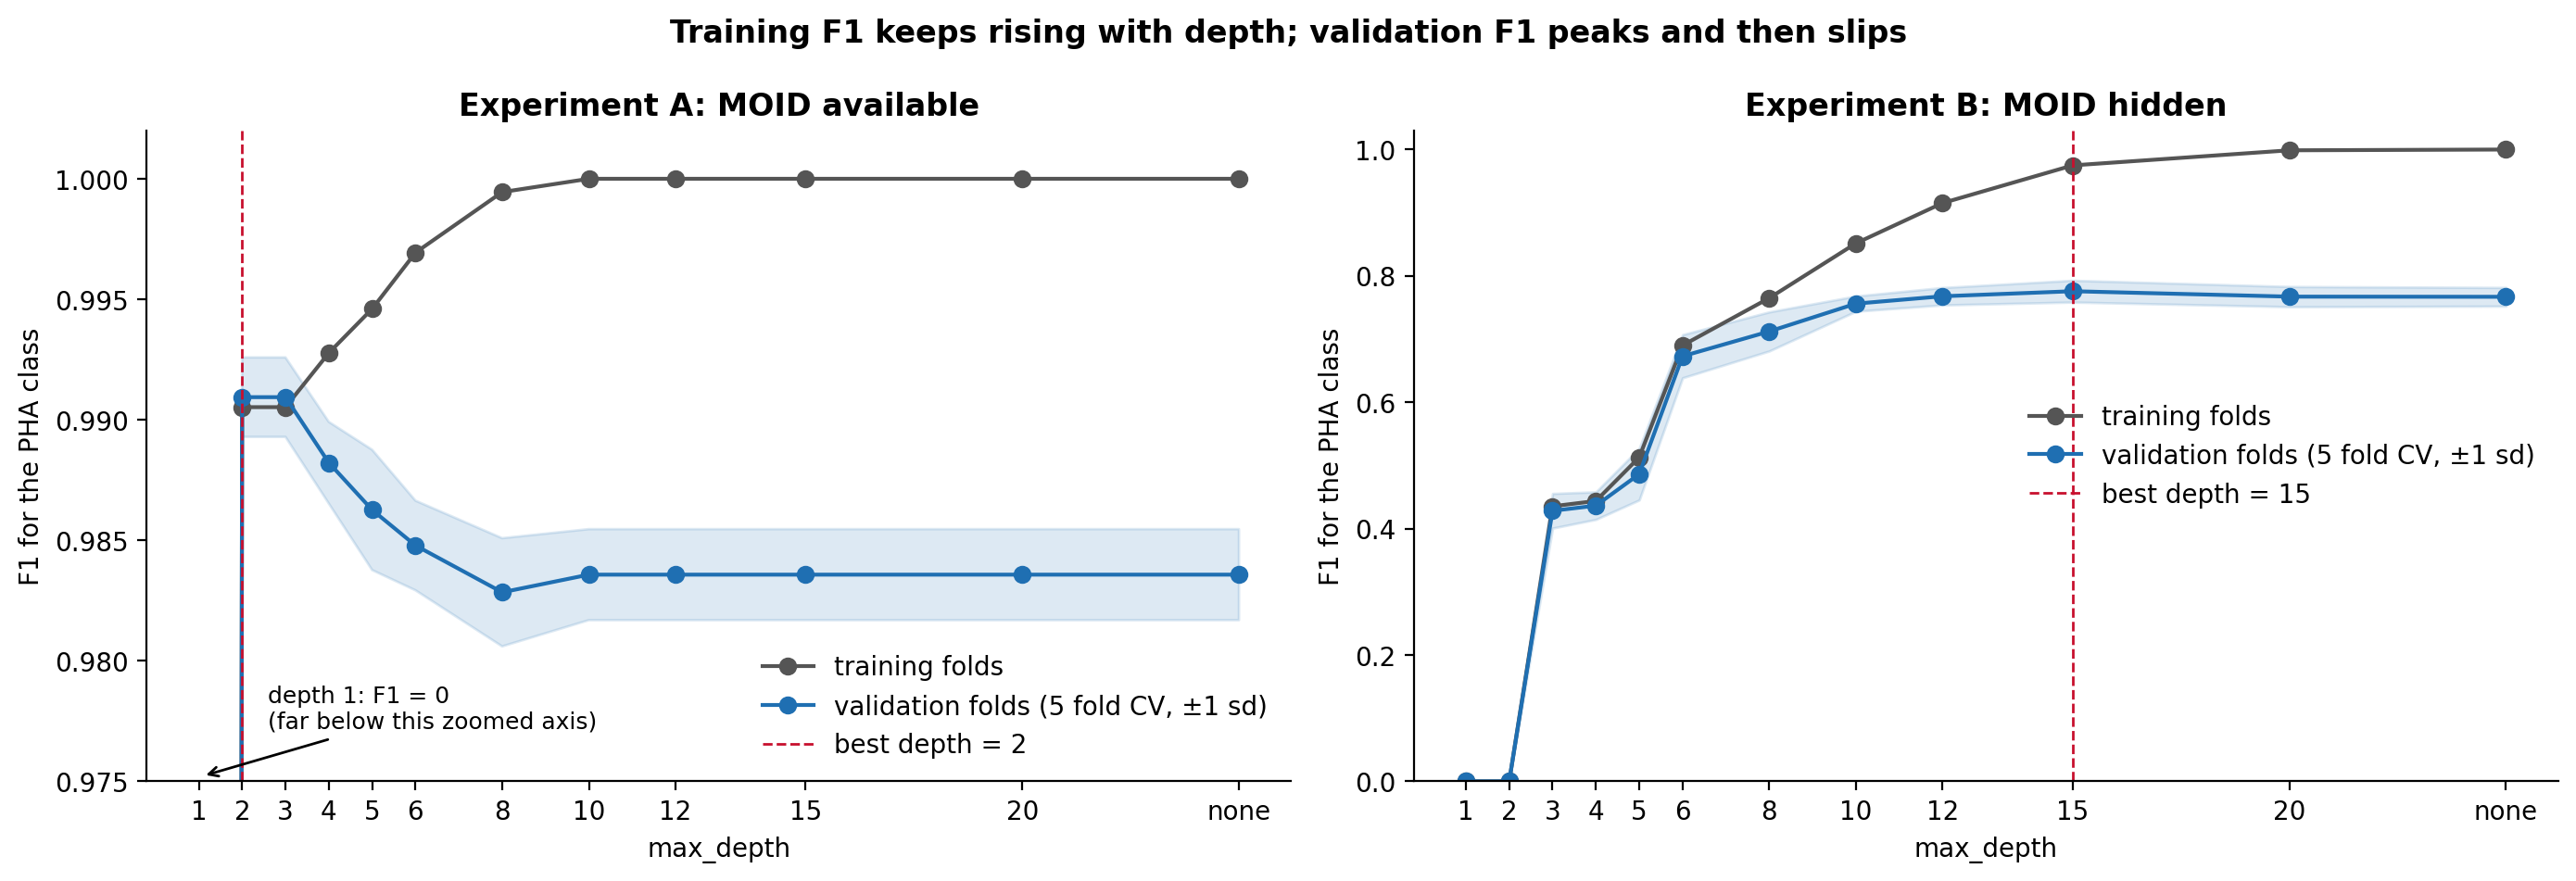 Training F1 keeps rising with depth; validation F1 peaks and then slips
Experiment A: MOID available
F1 for the PHA class
1.000
0.995
0.990
0.985
0.980
0.975
depth 1: F1 = 0
(far below this zoomed axis)
training folds
validation folds (5 fold CV, ±1 sd)
best depth = 2
1 2 3 4 5 6 8 10 12 15 20 none
max_depth
Experiment B: MOID hidden
F1 for the PHA class
1.0
0.8
0.6
0.4
0.2
0.0
training folds
validation folds (5 fold CV, ±1 sd)
best depth = 15
1 2 3 4 5 6 8 10 12 15 20 none
max_depth